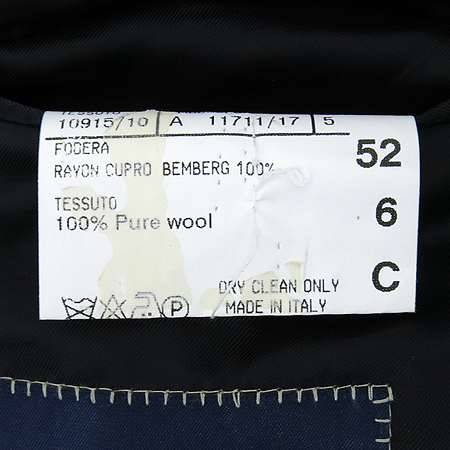 TESSUTO
10915/10 A 11711/17 5
FODERA
RAYON CUPRO BEMBERG 100%
52
TESSUTO
100% Pure wool
6
C
DRY CLEAN ONLY
MADE IN ITALY
P